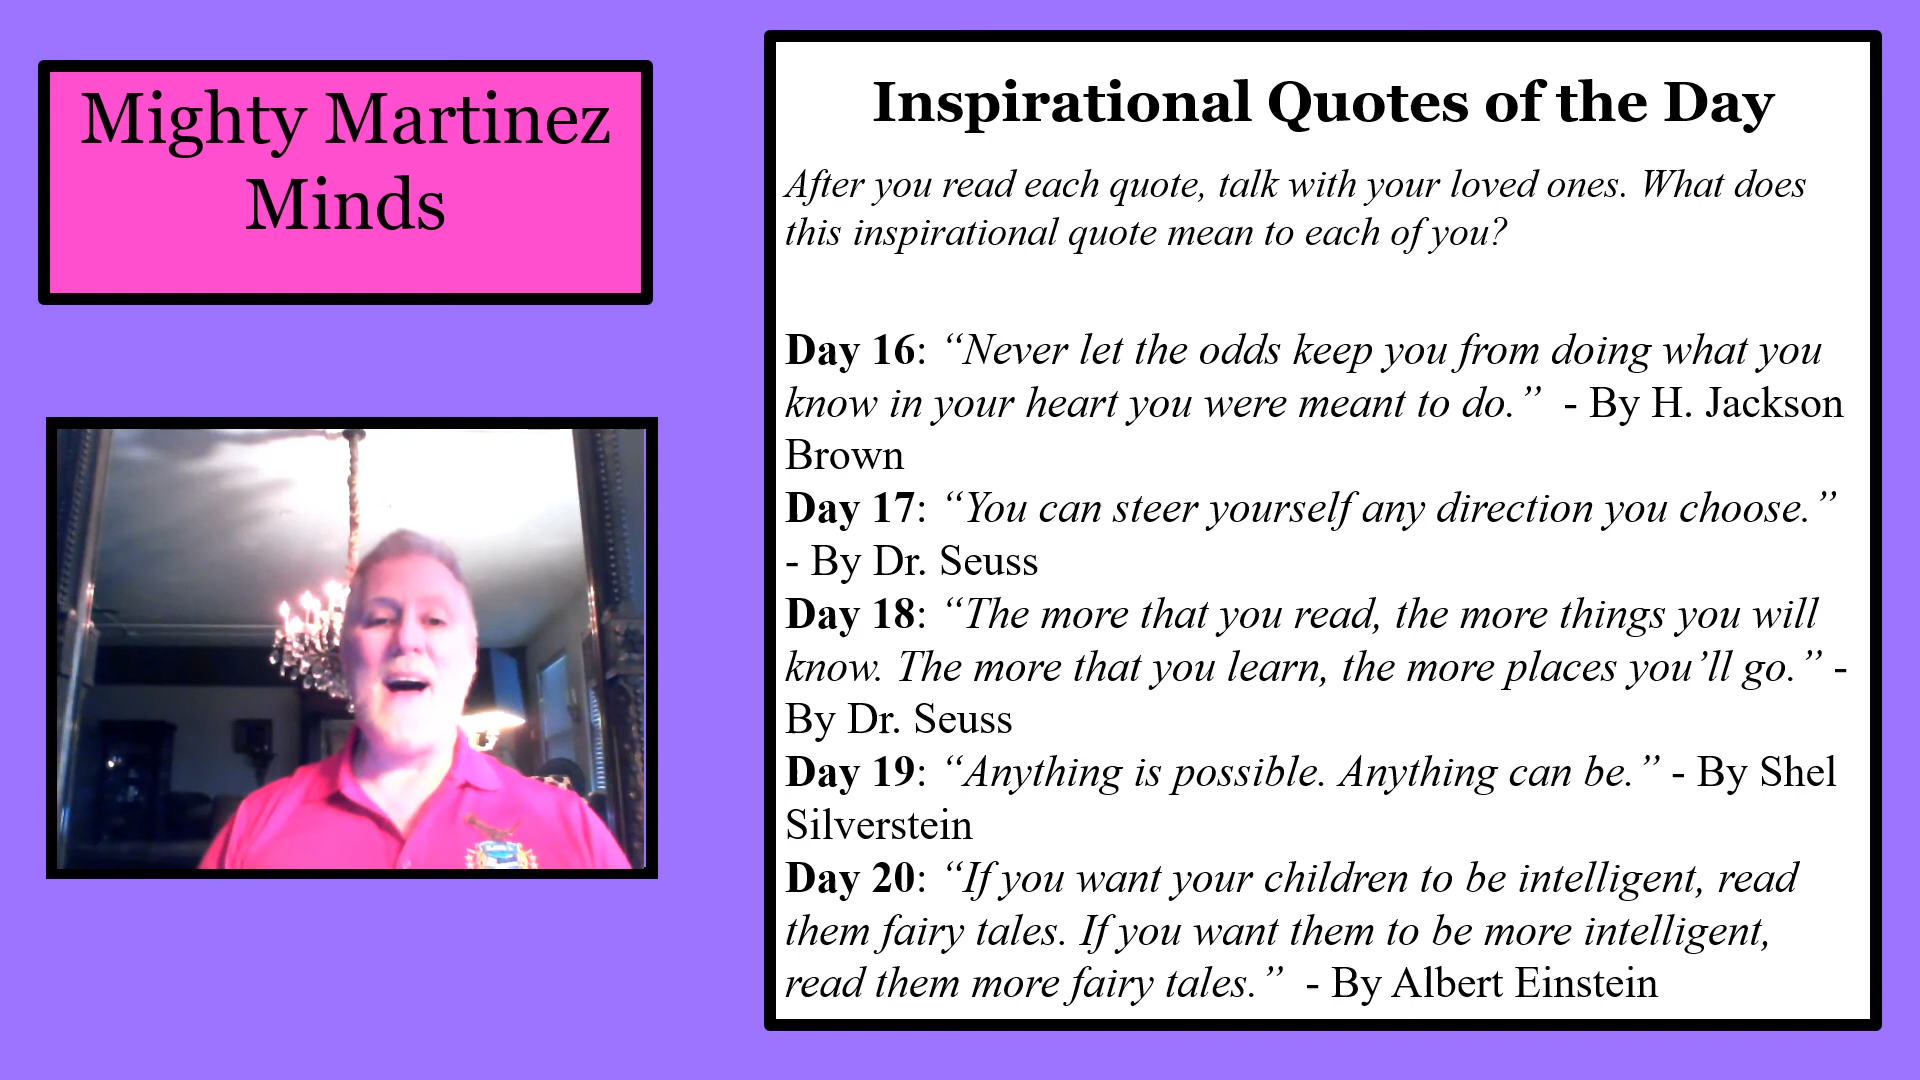 Mighty Martinez
Minds
Inspirational Quotes of the Day
After you read each quote, talk with your loved ones. What does
this inspirational quote mean to each of you?
Day 16: “Never let the odds keep you from doing what you
know in your heart you were meant to do.”  - By H. Jackson
Brown
Day 17: “You can steer yourself any direction you choose.”
- By Dr. Seuss
Day 18: “The more that you read, the more things you will
know. The more that you learn, the more places you’ll go.” -
By Dr. Seuss
Day 19: “Anything is possible. Anything can be.” - By Shel
Silverstein
Day 20: “If you want your children to be intelligent, read
them fairy tales. If you want them to be more intelligent,
read them more fairy tales.”  - By Albert Einstein